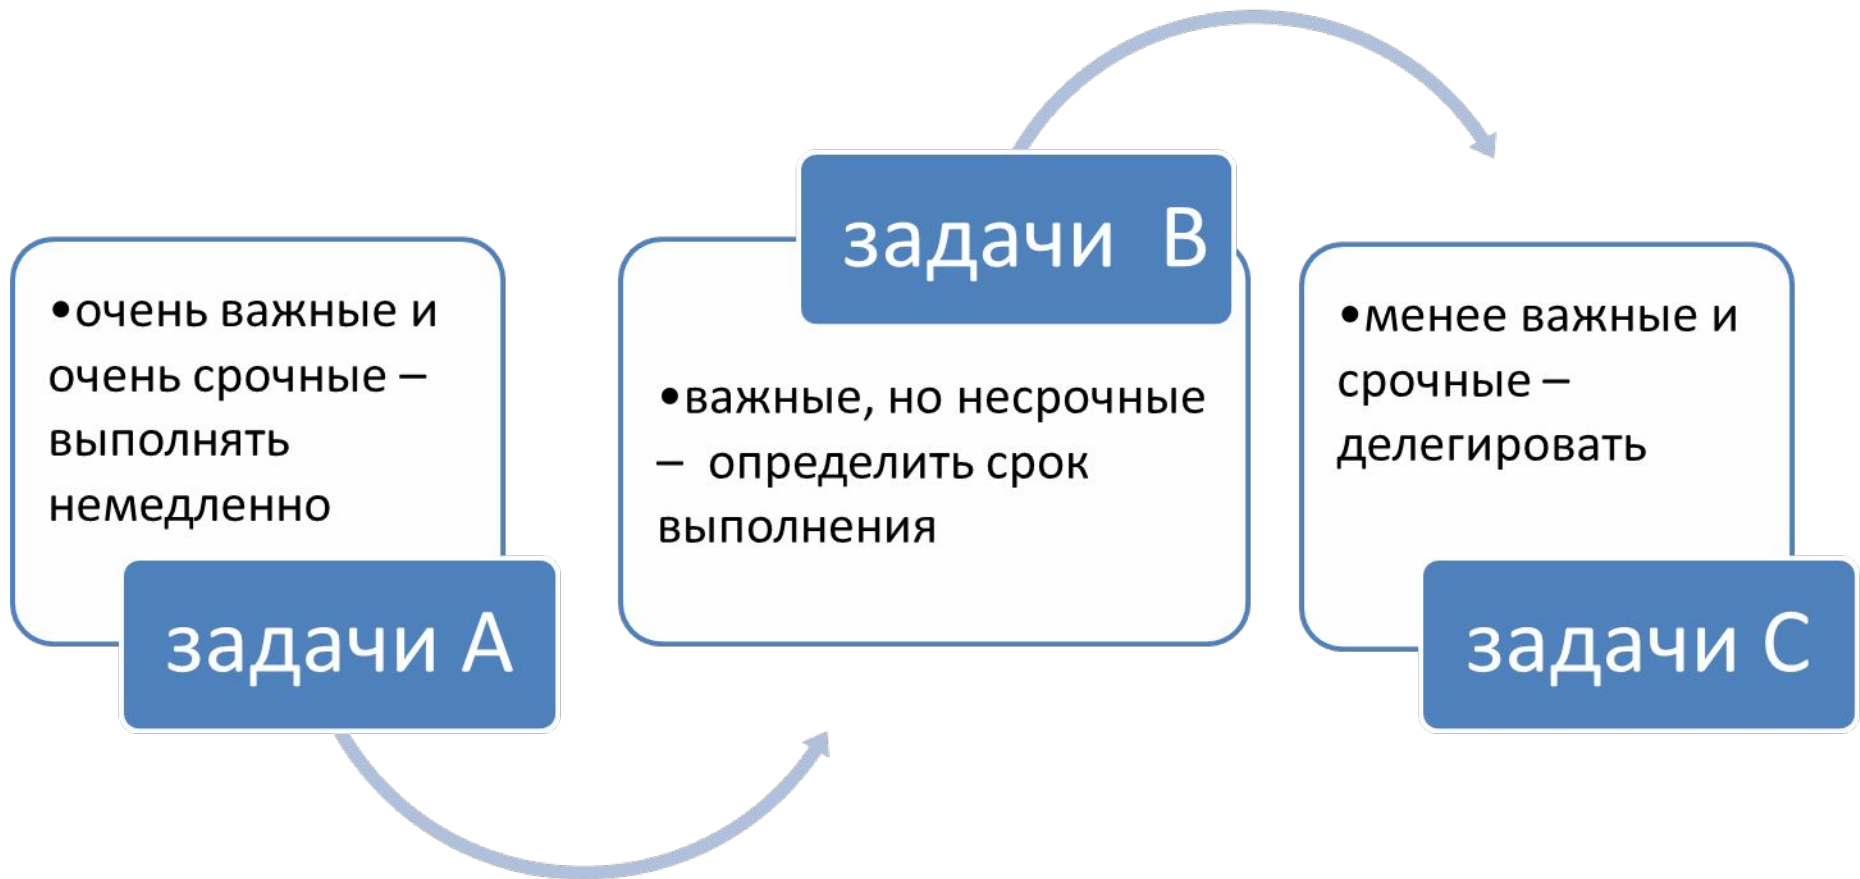 •очень важные и
очень срочные –
выполнять
немедленно
задачи А
задачи В
•важные, но несрочные
– определить срок
выполнения
•менее важные и
срочные –
делегировать
задачи С